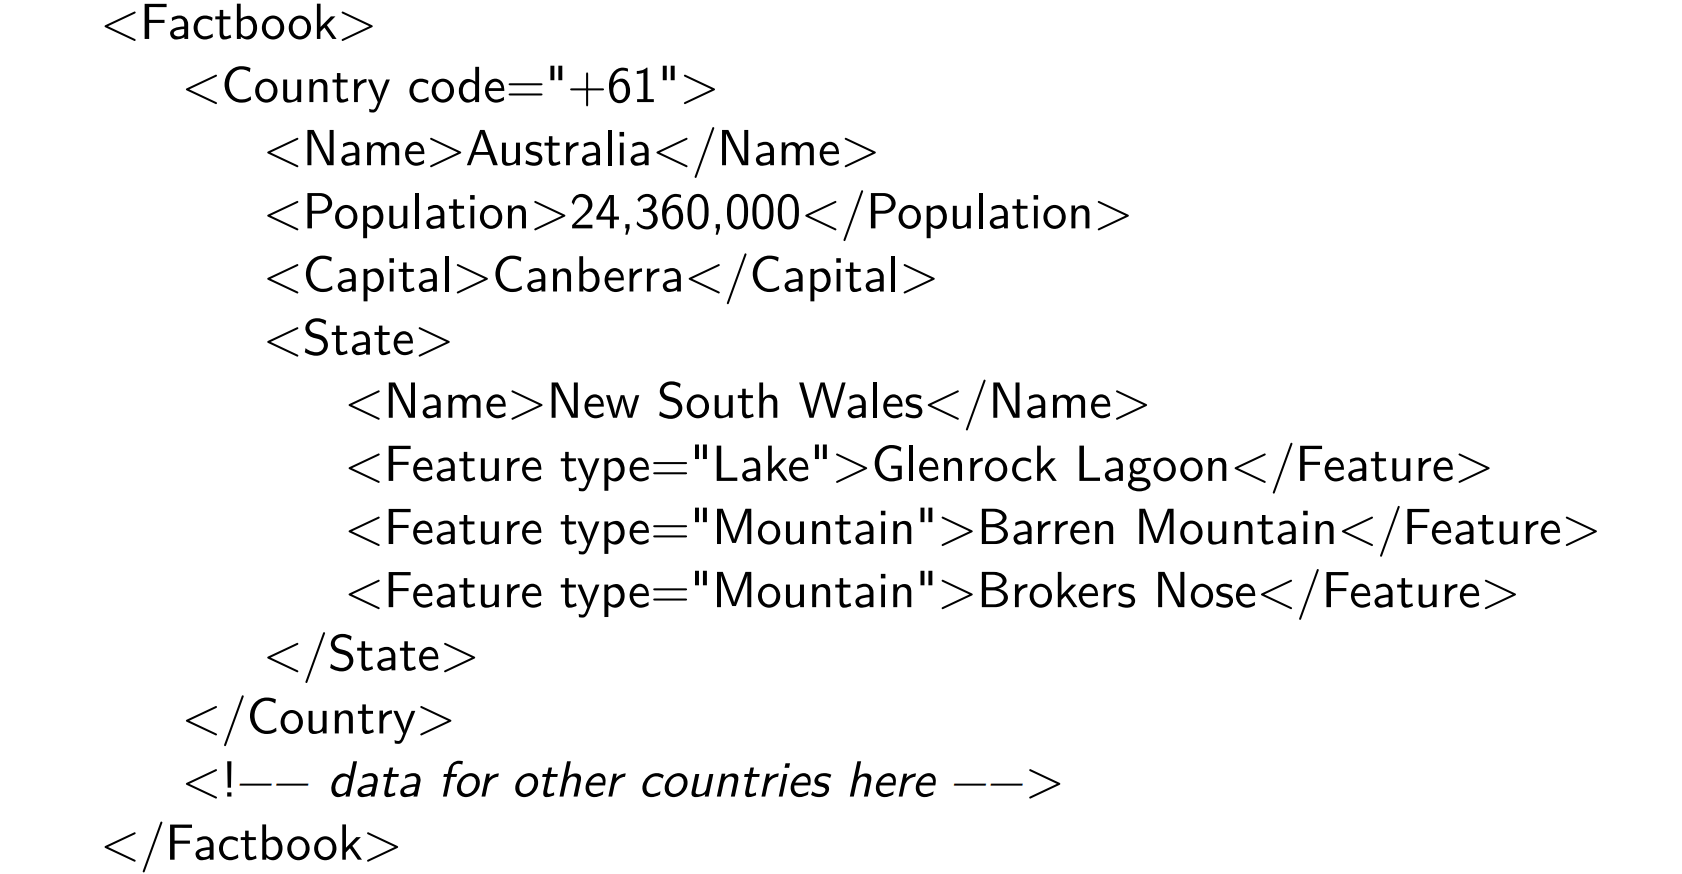 <Factbook>
<Country code="+61">
<Name>Australia</Name>
<Population>24,360,000</Population>
<Capital>Canberra</Capital>
<State>
<Name>New South Wales</Name>
<Feature type="Lake">Glenrock Lagoon</Feature>
<Feature type="Mountain">Barren Mountain</Feature>
<Feature type="Mountain">Brokers Nose</Feature>
</State>
</Country>
<!-- data for other countries here -->
</Factbook>